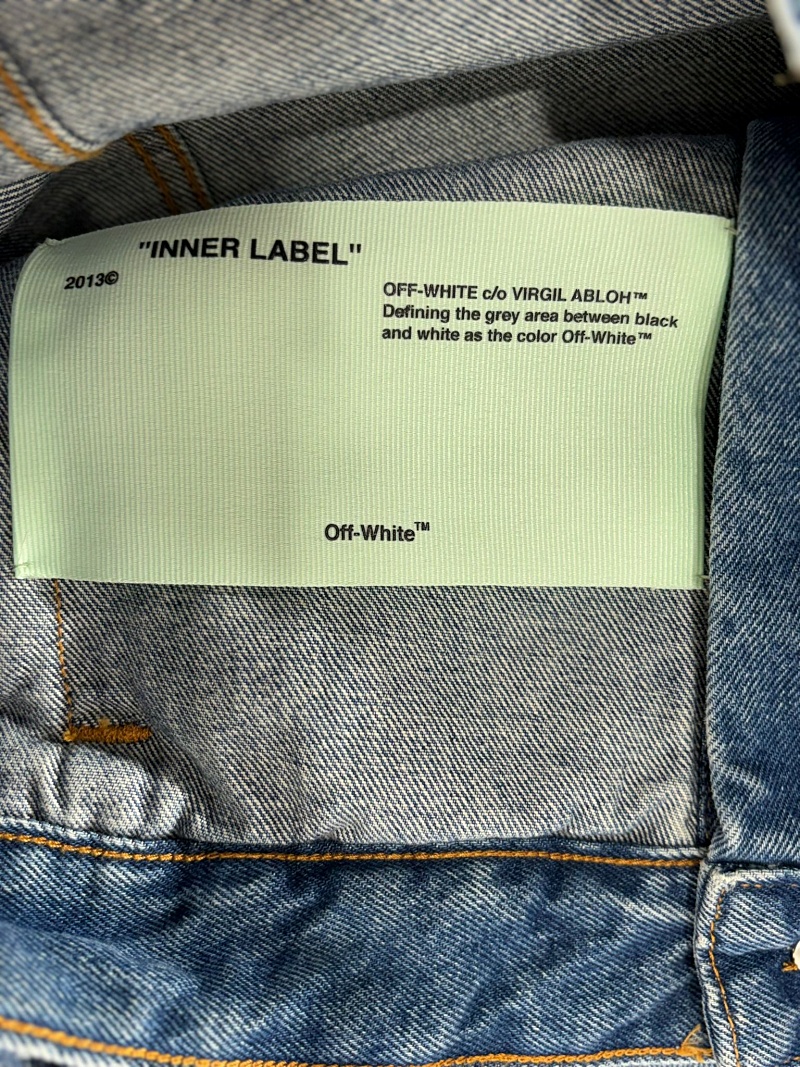 "INNER LABEL"
2013©
OFF-WHITE c/o VIRGIL ABLOH™
Defining the grey area between black
and white as the color Off-White™
Off-White™